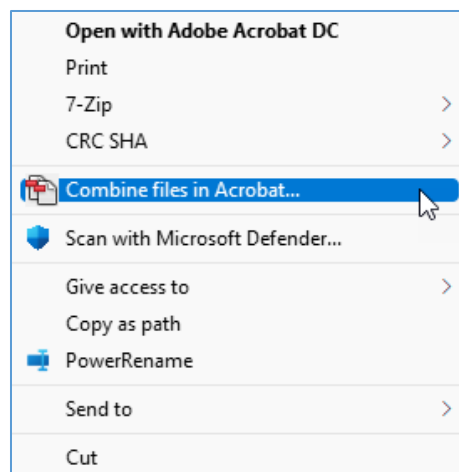 Open with Adobe Acrobat DC
Print
7-Zip
CRC SHA
Combine files in Acrobat...
Scan with Microsoft Defender...
Give access to
Copy as path
PowerRename
Send to
Cut